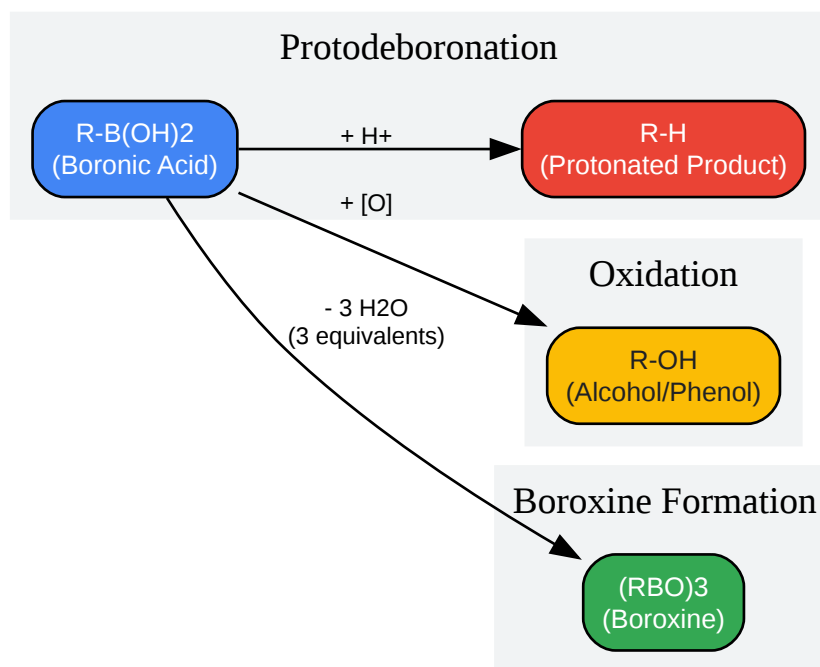 Protodeboronation
R-B(OH)2
(Boronic Acid)
+ H+
R-H
(Protonated Product)
+ [O]
Oxidation
- 3 H2O
(3 equivalents)
R-OH
(Alcohol/Phenol)
Boroxine Formation
(RBO)3
(Boroxine)